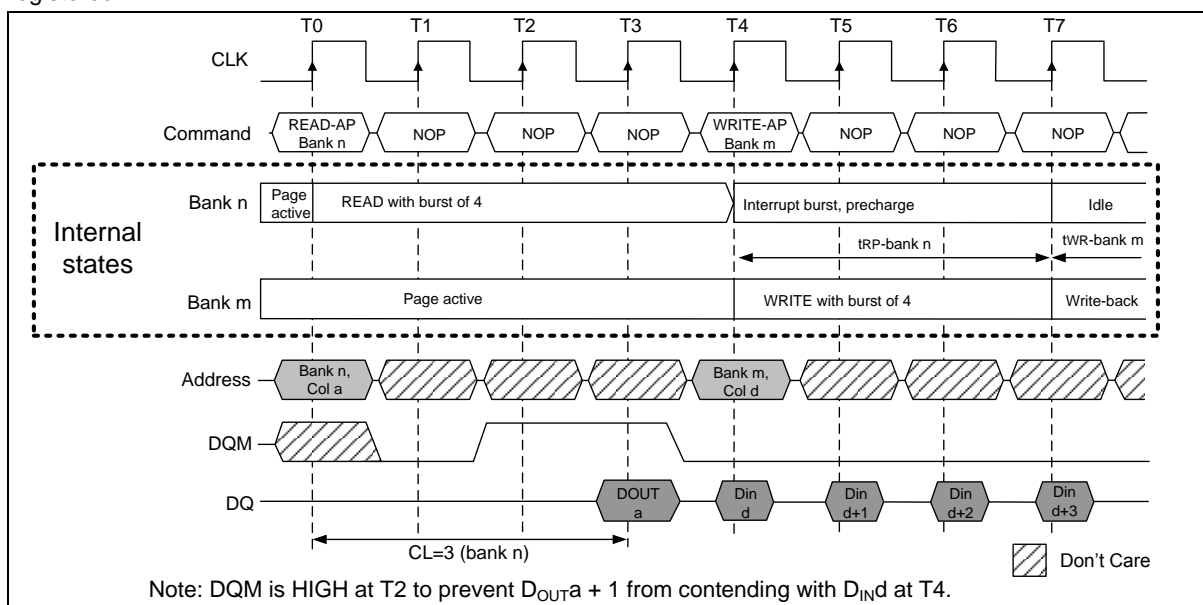 T0 T1 T2 T3 T4 T5 T6 T7
CLK
Command
READ-AP
Bank n
NOP
NOP
NOP
WRITE-AP
Bank m
NOP
NOP
NOP
Internal
states
Bank n
Page
active
READ with burst of 4
Interrupt burst, precharge
Idle
tRP-bank n
tWR-bank m
Bank m
Page active
WRITE with burst of 4
Write-back
Address
Bank n,
Col a
Bank m,
Col d
DQM
DQ
DOUT
a
Din
d
Din
d+1
Din
d+2
Din
d+3
CL=3 (bank n)
Don't Care
Note: DQM is HIGH at T2 to prevent DOUTa + 1 from contending with DINd at T4.